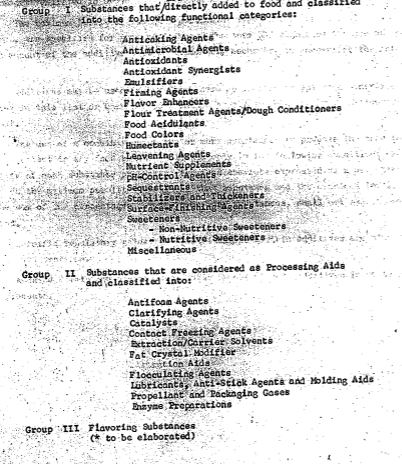 Group I Substances that directly added to food and classified
into the following functional categories:
Anticaking Agents
Antimicrobial Agents
Antioxidants
Antioxidant Synergists
Emulsifiers
Firming Agents
Flavor Enhancers
Flour Treatment Agents/Dough Conditioners
Food Acidulants
Food Colors
Humectants
Leavening Agents
Nutrient Supplements
pH-Control Agents
Sequestrants
Stabilizers and Thickeners
Surface-Finishing Agents
Sweeteners
- Non-Nutritive Sweeteners
- Nutritive Sweeteners
Miscellaneous
Group II Substances that are considered as Processing Aids
and classified into:
Antifoam Agents
Clarifying Agents
Catalysts
Contact Freezing Agents
Extraction/Carrier Solvents
Fat Crystal Modifier
Aids
Flocculating Agents
Lubricants, Anti-Stick Agents and Molding Aids
Propellant and Packaging Gases
Enzyme Preparations
Group III Flavoring Substances
(* to be elaborated)